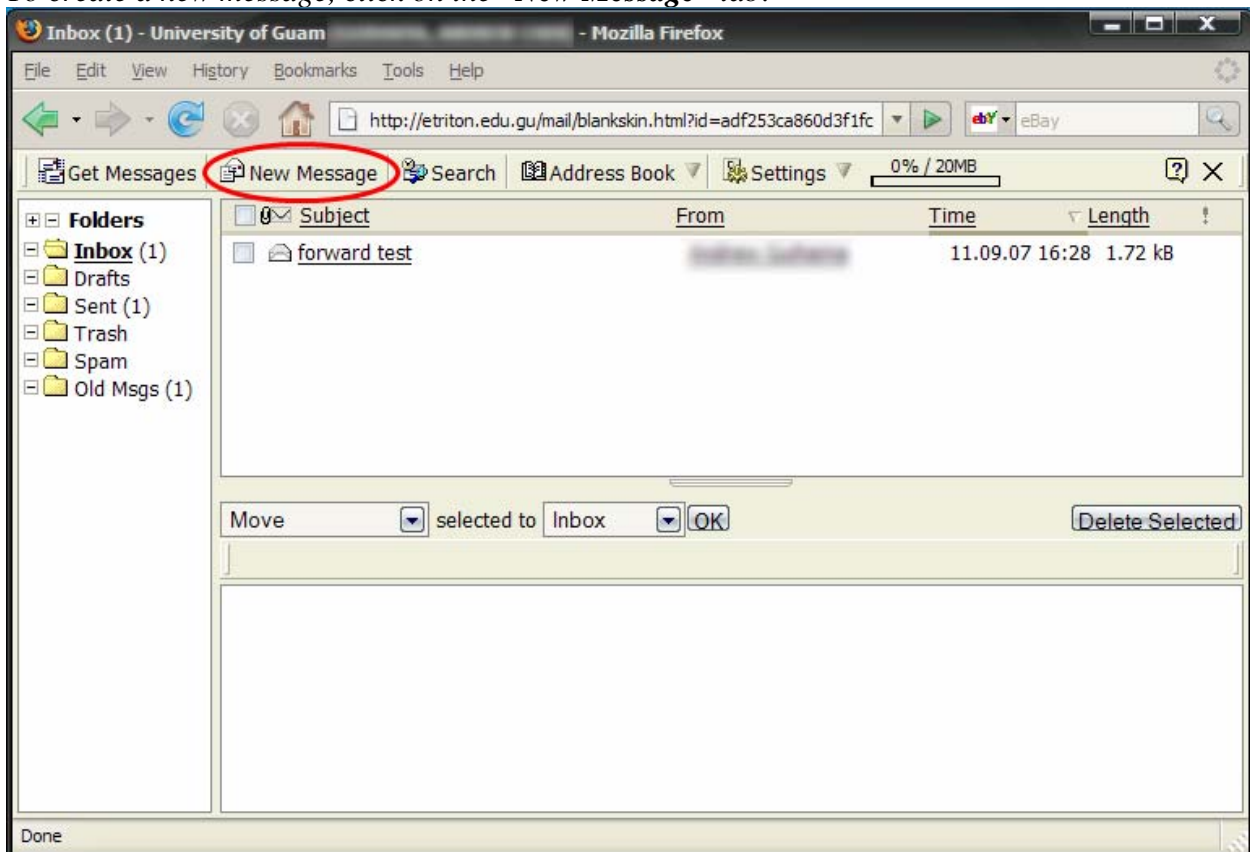 To create a new message, click on the "New Message" tab.
Inbox (1) - University of Guam - Mozilla Firefox
File Edit View History Bookmarks Tools Help
http://etriton.edu.gu/mail/blankskin.html?id=adf253ca860d3f1fc ebY eBay
Get Messages New Message Search Address Book Settings 0% / 20MB ? X
Folders
Subject From Time Length !
Inbox (1)
forward test 11.09.07 16:28 1.72 kB
Drafts
Sent (1)
Trash
Spam
Old Msgs (1)
Move selected to Inbox OK Delete Selected
Done